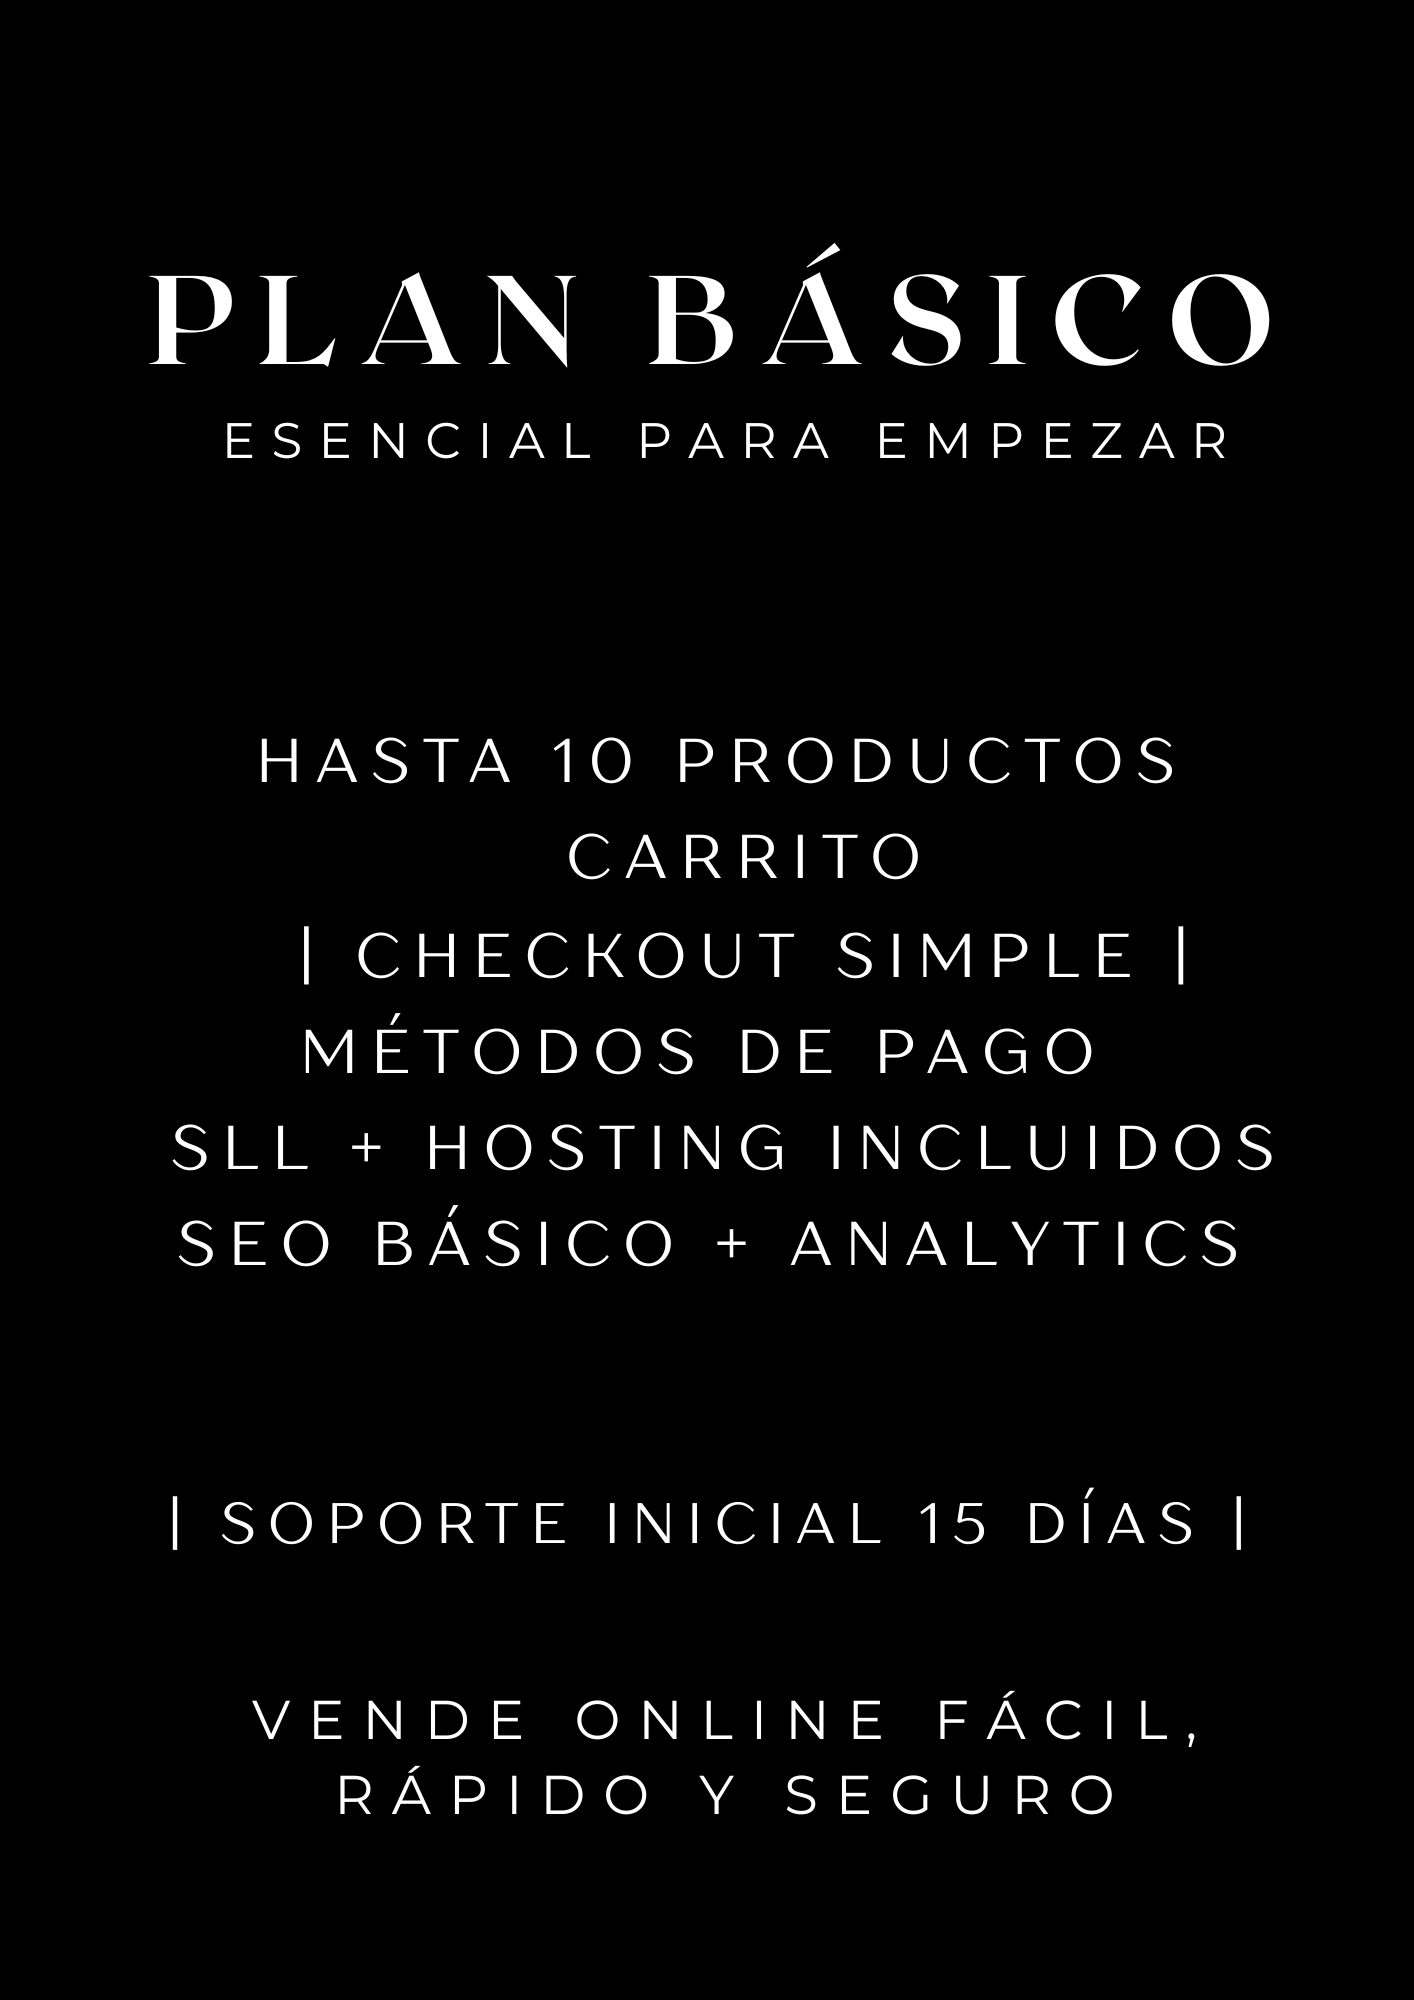 PLAN BÁSICO
ESENCIAL PARA EMPEZAR
HASTA 10 PRODUCTOS
CARRITO
| CHECKOUT SIMPLE |
MÉTODOS DE PAGO
SLL + HOSTING INCLUIDOS
SEO BÁSICO + ANALYTICS
| SOPORTE INICIAL 15 DÍAS |
VENDE ONLINE FÁCIL,
RÁPIDO Y SEGURO